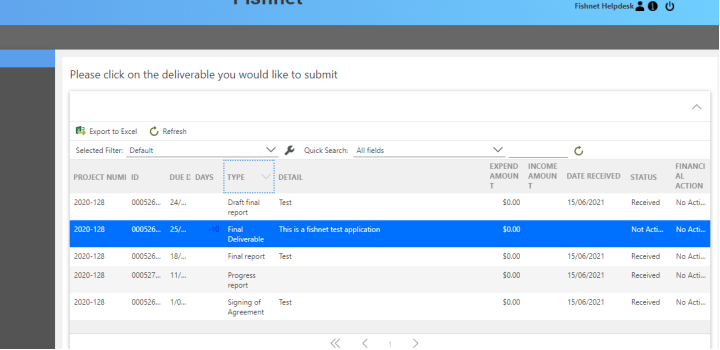 Fishnet
Fishnet Helpdesk
Please click on the deliverable you would like to submit
Export to Excel Refresh
Selected Filter: Default Quick Search: All fields
PROJECT NUMI ID DUE D DAYS TYPE DETAIL EXPEND AMOUN T INCOME AMOUN T DATE RECEIVED STATUS FINANCI AL ACTION
2020-128 000526... 24/... Draft final report Test $0.00 15/06/2021 Received No Acti...
2020-128 000526... 25/... -10 Final Deliverable This is a fishnet test application $0.00 Not Acti... No Acti...
2020-128 000526... 18/... Final report Test $0.00 15/06/2021 Received No Acti...
2020-128 000527... 11/... Progress report $0.00 15/06/2021 Received No Acti...
2020-128 000526... 1/0... Signing of Agreement Test $0.00 15/06/2021 Received No Acti...
1